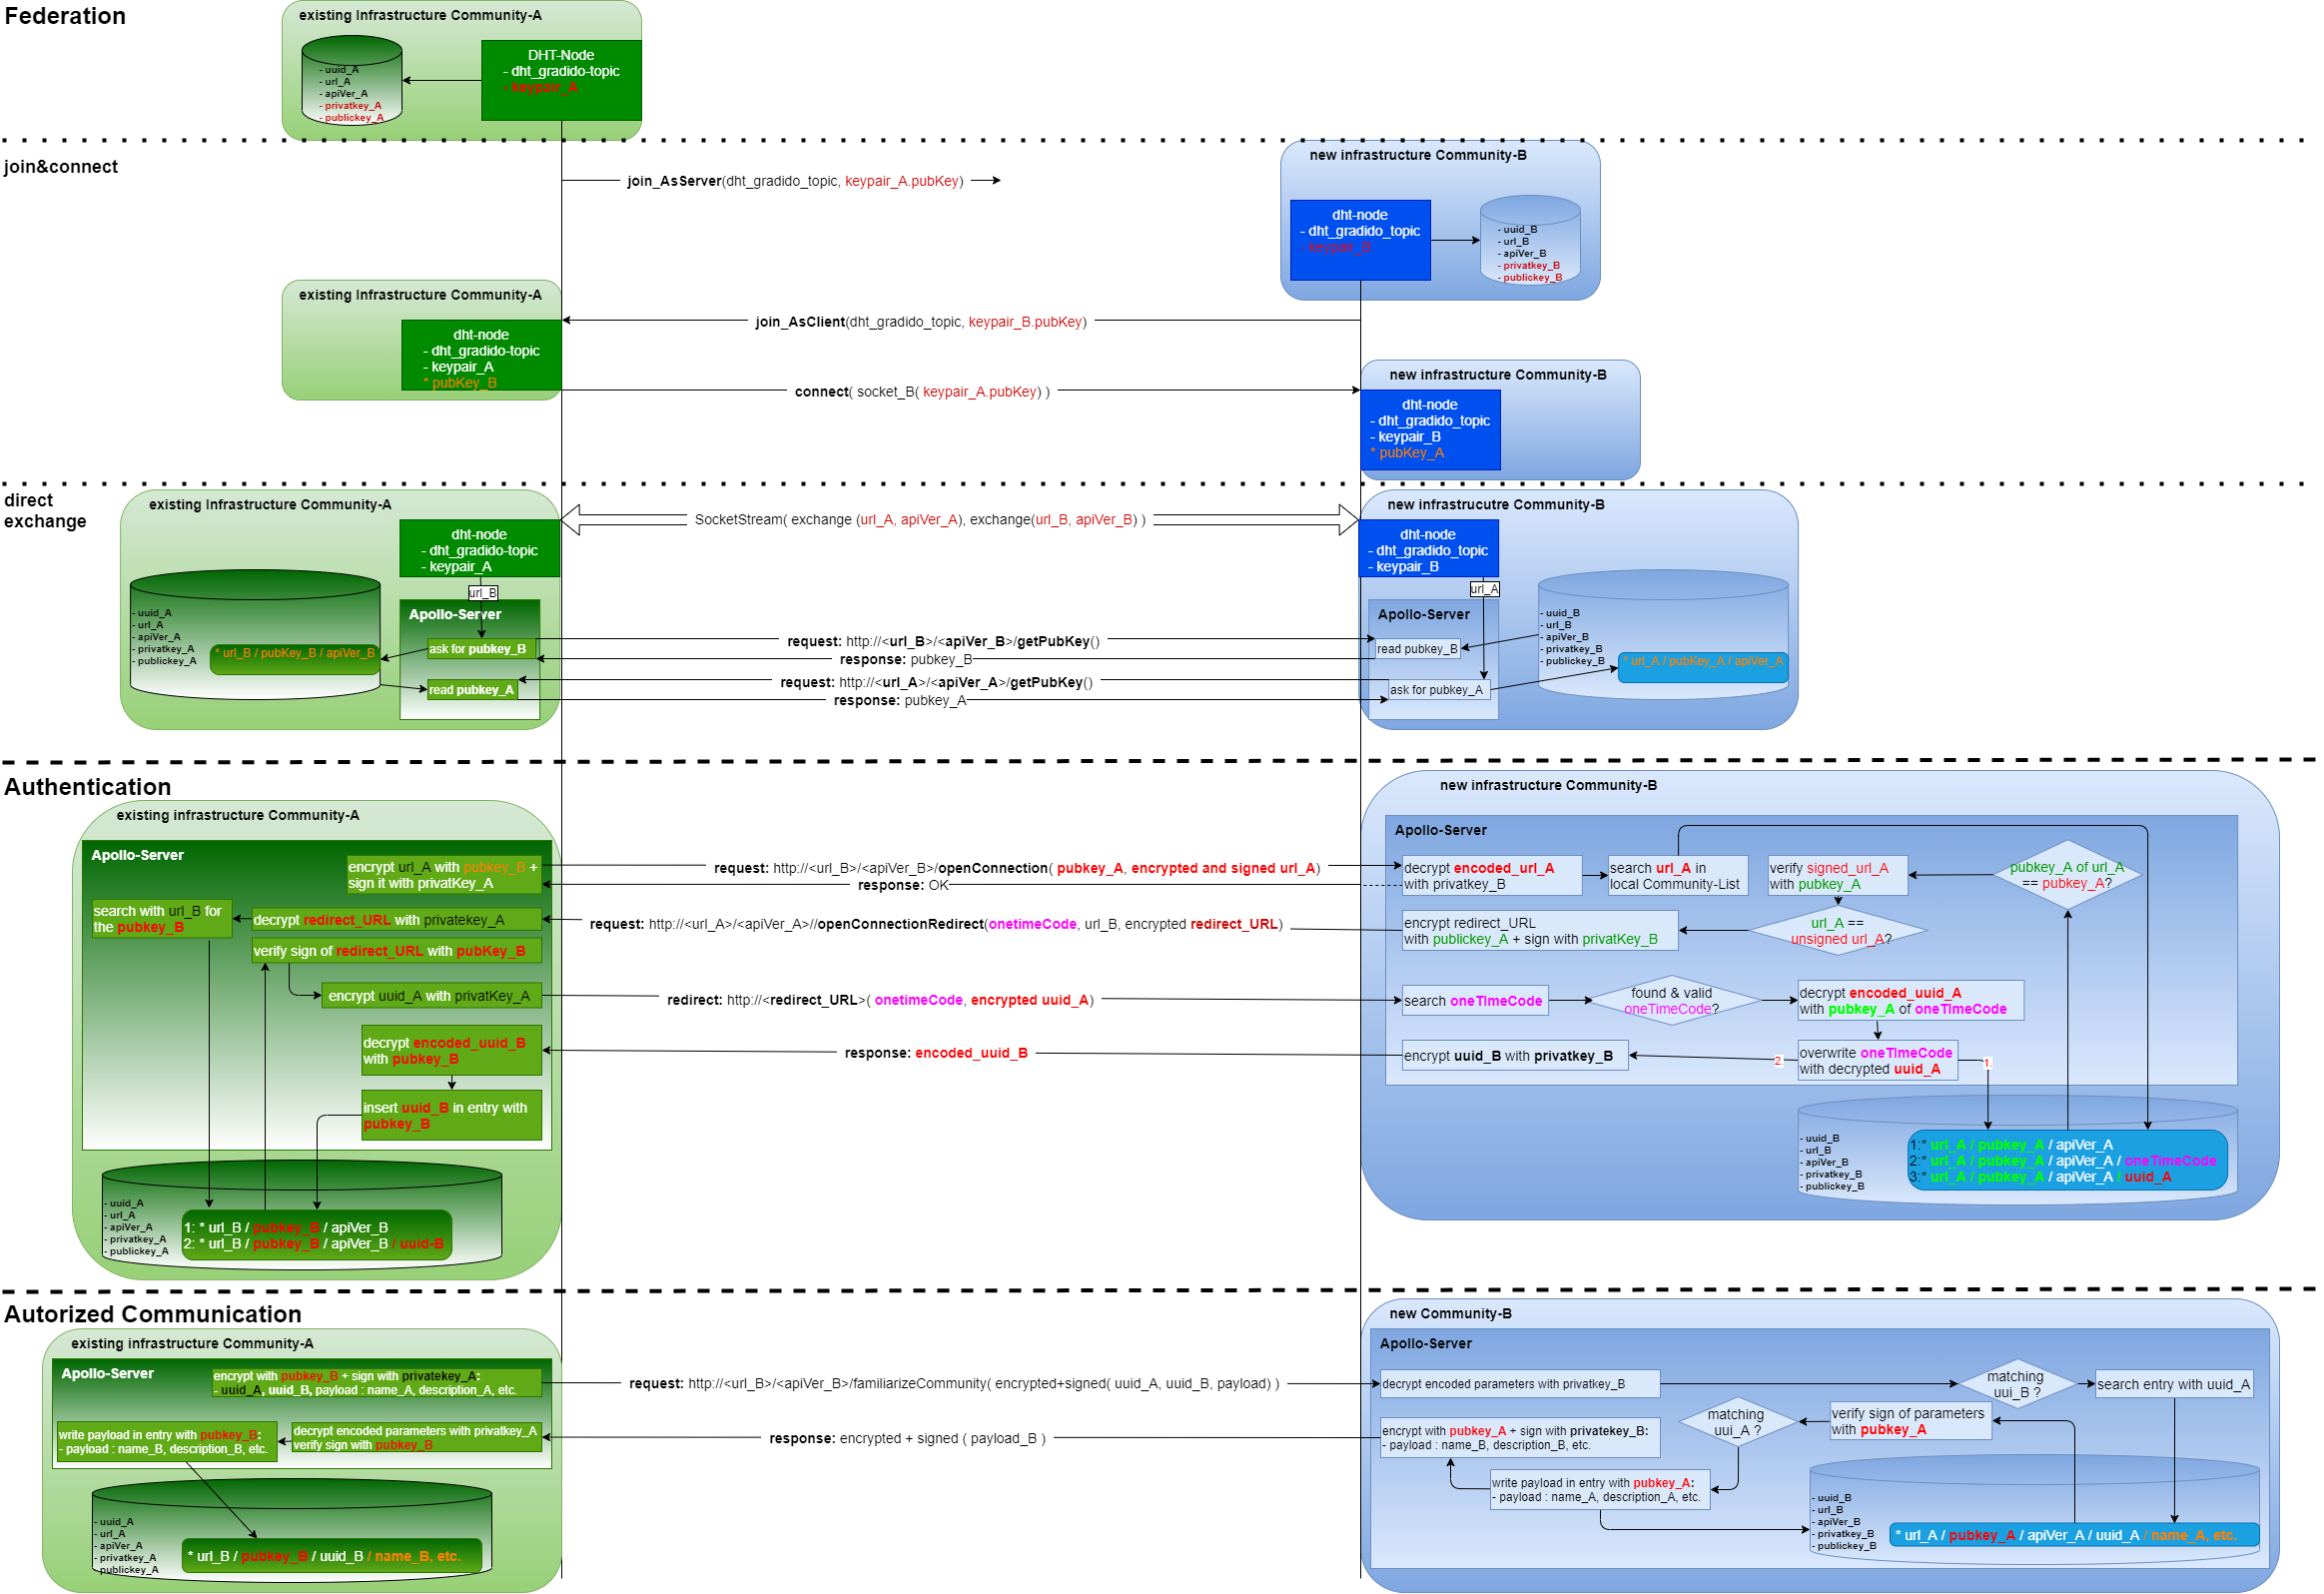 Federation
existing Infrastructure Community-A
DHT-Node
- dht_gradido-topic
- keypair_A
- uuid_A
- url_A
- apiVer_A
- privatkey_A
- publickey_A
join&connect
join_AsServer(dht_gradido_topic, keypair_A.pubKey)
new infrastructure Community-B
dht-node
- dht_gradido_topic
- keypair_B
- uuid_B
- url_B
- apiVer_B
- privatkey_B
- publickey_B
existing Infrastructure Community-A
dht-node
- dht_gradido-topic
- keypair_A
* pubKey_B
join_AsClient(dht_gradido_topic, keypair_B.pubKey)
connect( socket_B( keypair_A.pubKey) )
new infrastructure Community-B
dht-node
- dht_gradido_topic
- keypair_B
* pubKey_A
direct
exchange
existing Infrastructure Community-A
dht-node
- dht_gradido-topic
- keypair_A
url_B
Apollo-Server
ask for pubkey_B
read pubkey_A
- uuid_A
- url_A
- apiVer_A
- privatkey_A
- publickey_A
* url_B / pubKey_B / apiVer_B
SocketStream( exchange (url_A, apiVer_A), exchange(url_B, apiVer_B) )
request: http://<url_B>/<apiVer_B>/getPubKey()
response: pubkey_B
request: http://<url_A>/<apiVer_A>/getPubKey()
response: pubkey_A
new infrastrucutre Community-B
dht-node
- dht_gradido_topic
- keypair_B
url_A
Apollo-Server
read pubkey_B
ask for pubkey_A
- uuid_B
- url_B
- apiVer_B
- privatkey_B
- publickey_B
* url_A / pubKey_A / apiVer_A
Authentication
existing infrastructure Community-A
Apollo-Server
encrypt url_A with pubkey_B +
sign it with privatKey_A
search with url_B for
the pubkey_B
decrypt redirect_URL with privatekey_A
verify sign of redirect_URL with pubKey_B
encrypt uuid_A with privatKey_A
decrypt encoded_uuid_B
with pubkey_B
insert uuid_B in entry with
pubkey_B
- uuid_A
- url_A
- apiVer_A
- privatkey_A
- publickey_A
1: * url_B / pubkey_B / apiVer_B
2: * url_B / pubkey_B / apiVer_B / uuid-B
request: http://<url_B>/<apiVer_B>/openConnection( pubkey_A, encrypted and signed url_A)
response: OK
request: http://<url_A>/<apiVer_A>//openConnectionRedirect(onetimeCode, url_B, encrypted redirect_URL)
redirect: http://<redirect_URL>( onetimeCode, encrypted uuid_A)
response: encoded_uuid_B
new infrastructure Community-B
Apollo-Server
decrypt encoded_url_A
with privatkey_B
search url_A in
local Community-List
verify signed_url_A
with pubkey_A
pubkey_A of url_A
== pubkey_A?
encrypt redirect_URL
with publickey_A + sign with privatKey_B
url_A ==
unsigned url_A?
search oneTImeCode
found & valid
oneTimeCode?
decrypt encoded_uuid_A
with pubkey_A of oneTimeCode
encrypt uuid_B with privatkey_B
2.
overwrite oneTImeCode
with decrypted uuid_A
1.
- uuid_B
- url_B
- apiVer_B
- privatkey_B
- publickey_B
1:* url_A / pubkey_A / apiVer_A
2:* url_A / pubkey_A / apiVer_A / oneTimeCode
3:* url_A / pubkey_A / apiVer_A / uuid_A
Autorized Communication
existing infrastructure Community-A
Apollo-Server
encrypt with pubkey_B + sign with privatekey_A:
- uuid_A, uuid_B, payload : name_A, description_A, etc.
write payload in entry with pubkey_B:
- payload : name_B, description_B, etc.
decrypt encoded parameters with privatkey_A
verify sign with pubkey_B
- uuid_A
- url_A
- apiVer_A
- privatkey_A
publickey_A
* url_B / pubkey_B / uuid_B / name_B, etc.
request: http://<url_B>/<apiVer_B>/familiarizeCommunity( encrypted+signed( uuid_A, uuid_B, payload) )
response: encrypted + signed ( payload_B )
new Community-B
Apollo-Server
decrypt encoded parameters with privatkey_B
matching
uui_B ?
search entry with uuid_A
encrypt with pubkey_A + sign with privatekey_B:
- payload : name_B, description_B, etc.
matching
uui_A ?
verify sign of parameters
with pubkey_A
write payload in entry with pubkey_A:
- payload : name_A, description_A, etc.
- uuid_B
- url_B
- apiVer_B
- privatkey_B
- publickey_B
* url_A / pubkey_A / apiVer_A / uuid_A / name_A, etc.